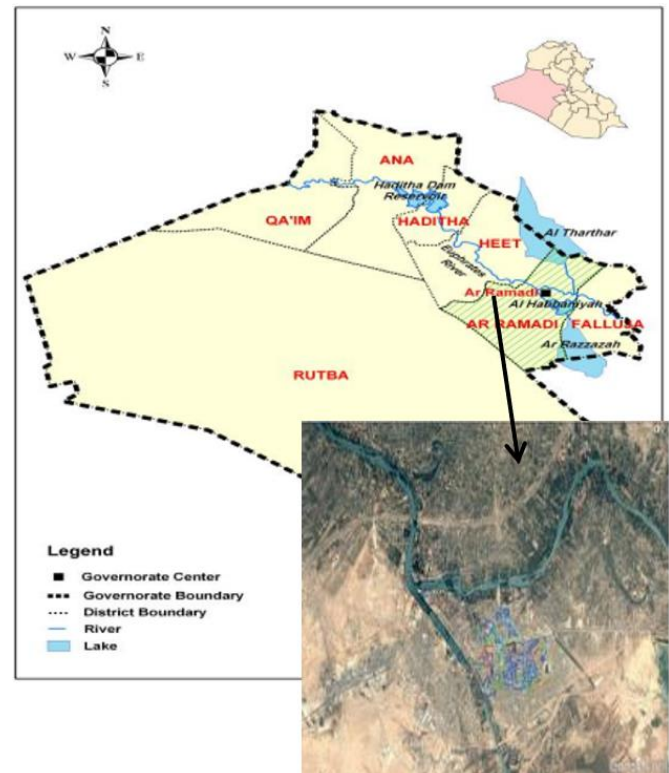 N
W E
S
ANA
Haditha Dam
Reservoir
QA'IM
HADITHA
Al Tharthar
HEET
Euphrates
River
Ar Ramadi
Al Habbaniyah
AR RAMADI
FALLUJA
Ar Razzazah
RUTBA
Legend
Governorate Center
Governorate Boundary
District Boundary
River
Lake